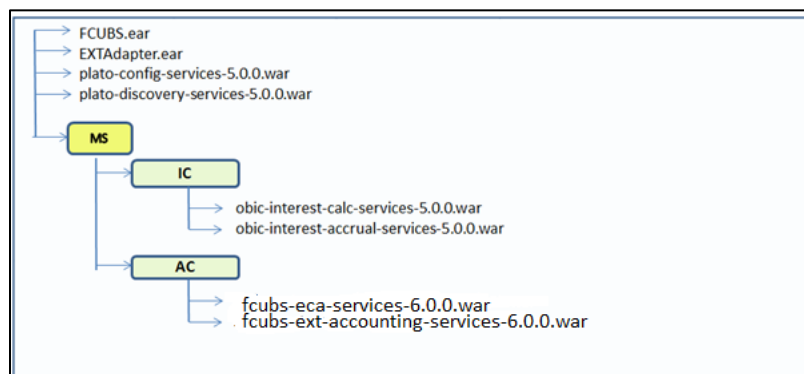 FCUBS.ear
EXTAdapter.ear
plato-config-services-5.0.0.war
plato-discovery-services-5.0.0.war
MS
IC
obic-interest-calc-services-5.0.0.war
obic-interest-accrual-services-5.0.0.war
AC
fcubs-eca-services-6.0.0.war
fcubs-ext-accounting-services-6.0.0.war